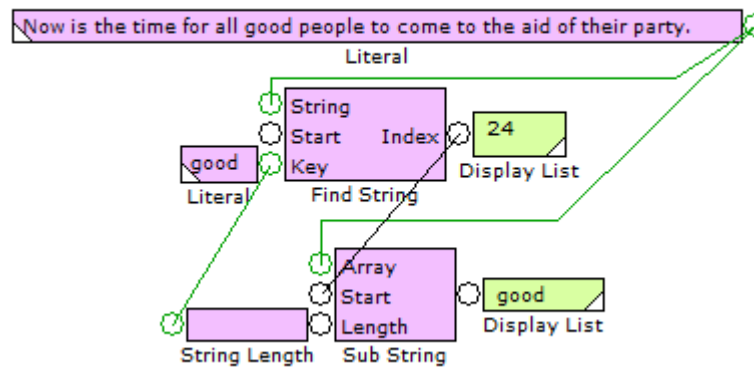 Now is the time for all good people to come to the aid of their party.
Literal
String
Start Index
Key
24
Display List
good
Literal
Find String
Array
Start
Length
good
Display List
String Length
Sub String